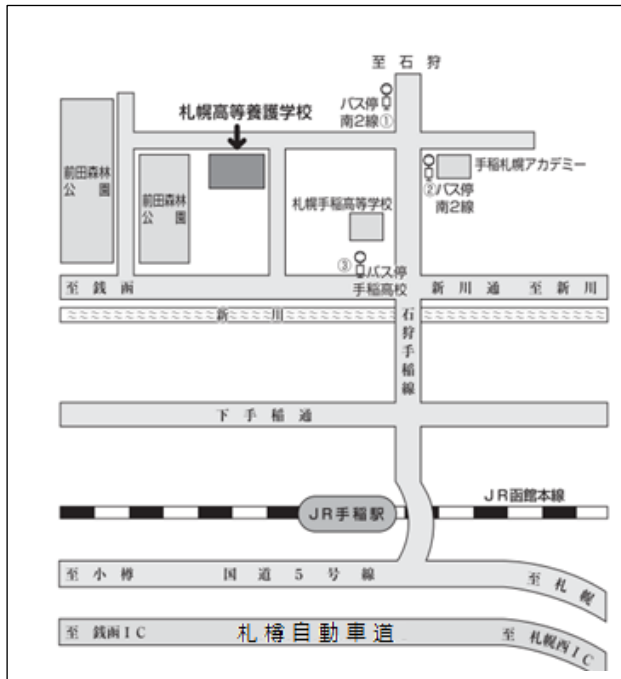 至石狩
バス停
南2線①
札幌高等養護学校
手稲札幌アカデミー
②バス停
南2線
前田森林
公園
前田森林
公園
札幌手稲高等学校
③バス停
手稲高校
至銭函
新川通 至新川
新川
石狩手稲線
下手稲通
JR函館本線
JR手稲駅
至小樽 国道5号線 至札幌
至銭函IC 札樽自動車道 至札幌西IC